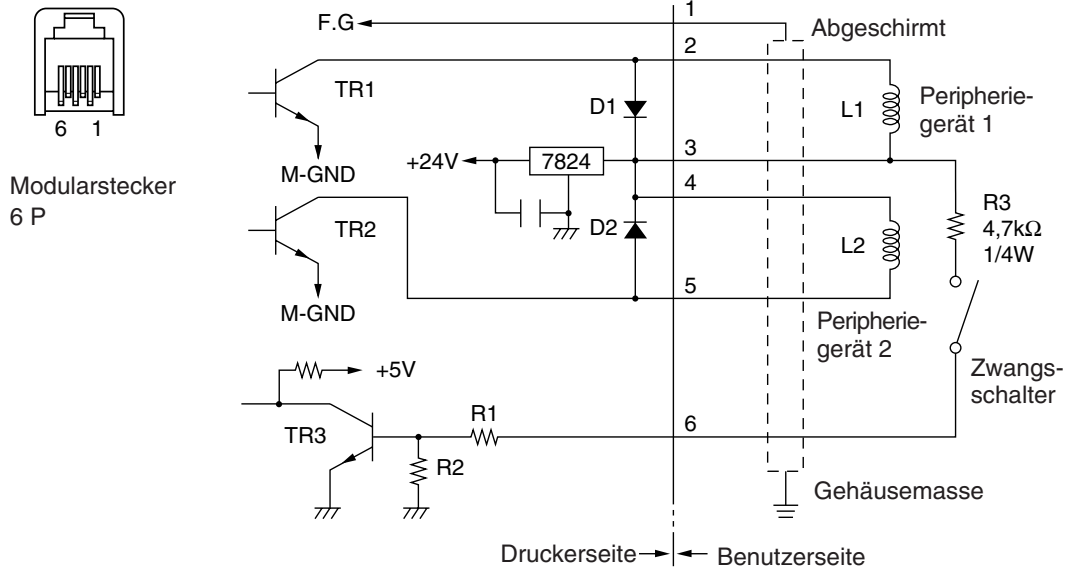 6 1
Modularstecker
6 P
F.G
1
Abgeschirmt
2
TR1
D1
L1
Peripherie-
gerät 1
M-GND
+24V
7824
3
4
TR2
D2
L2
R3
4,7kΩ
1/4W
M-GND
5
Peripherie-
gerät 2
+5V
Zwangs-
schalter
TR3
R1
R2
6
Gehäusemasse
Druckerseite
Benutzerseite